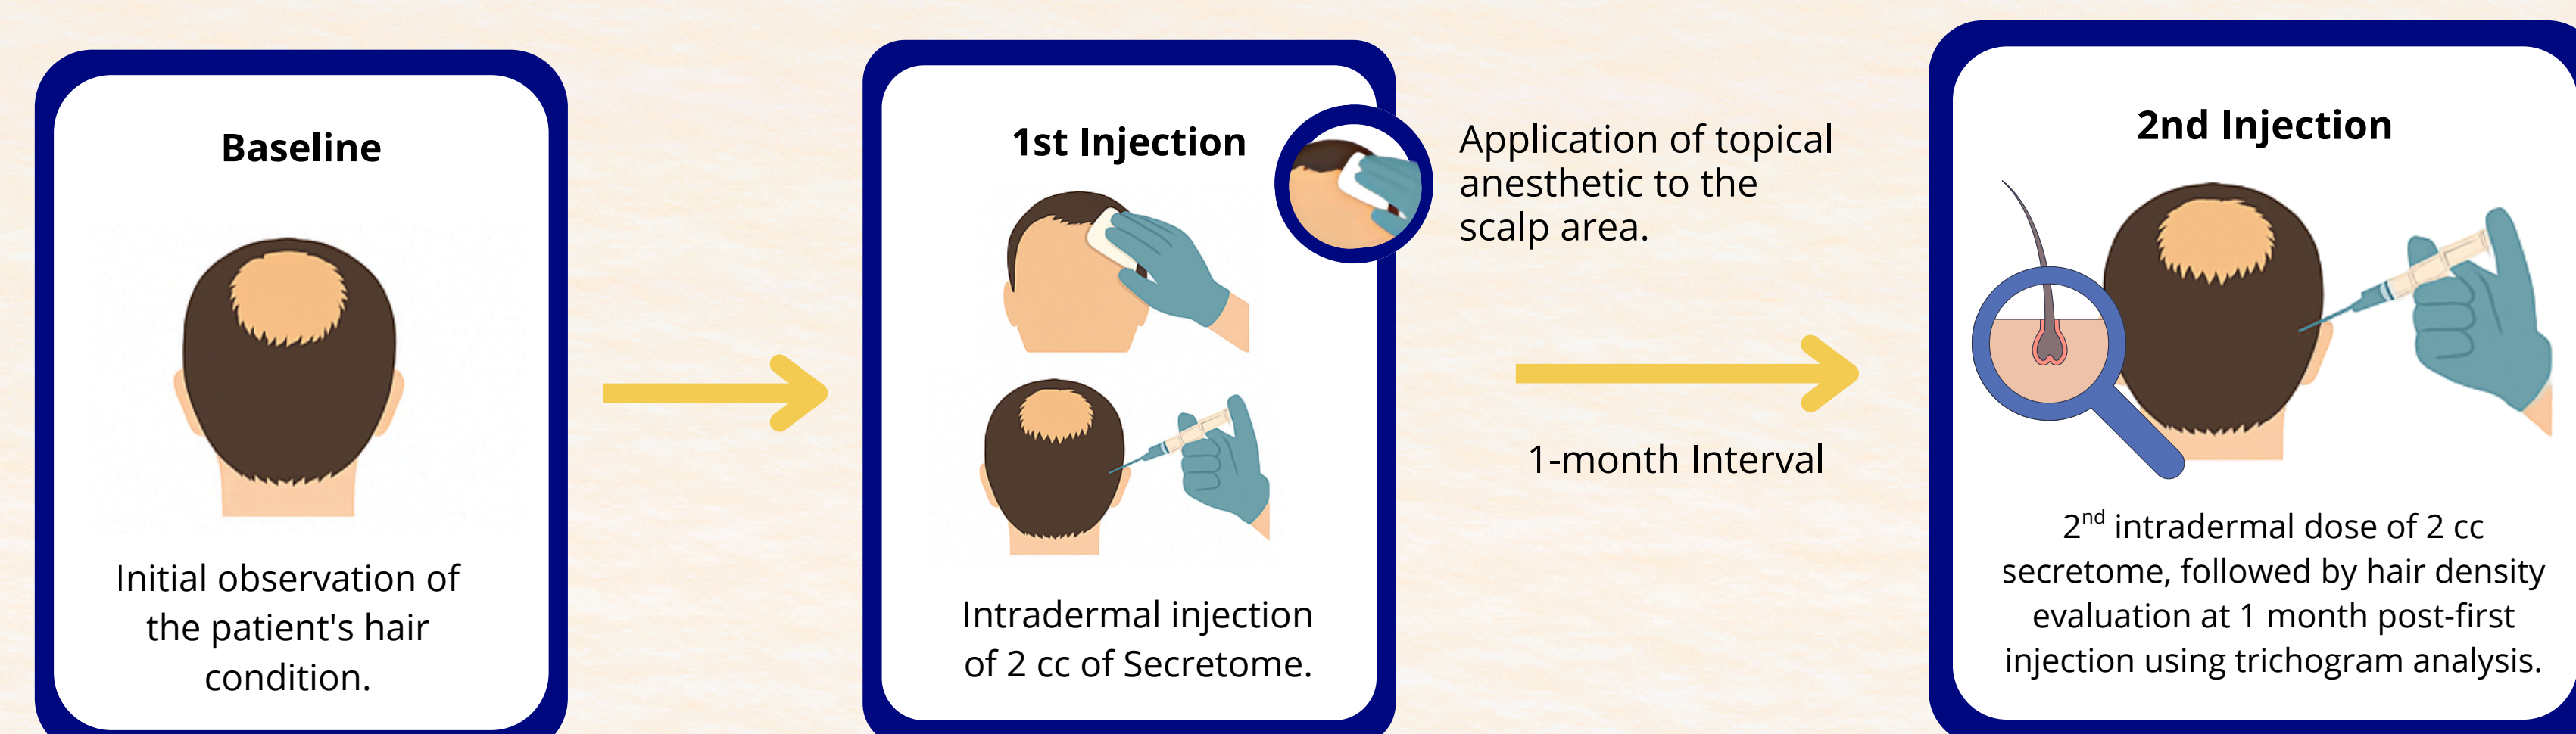 Baseline
Initial observation of
the patient's hair
condition.
1st Injection
Intradermal injection
of 2 cc of Secretome.
Application of topical
anesthetic to the
scalp area.
1-month Interval
2nd Injection
2nd intradermal dose of 2 cc
secretome, followed by hair density
evaluation at 1 month post-first
injection using trichogram analysis.